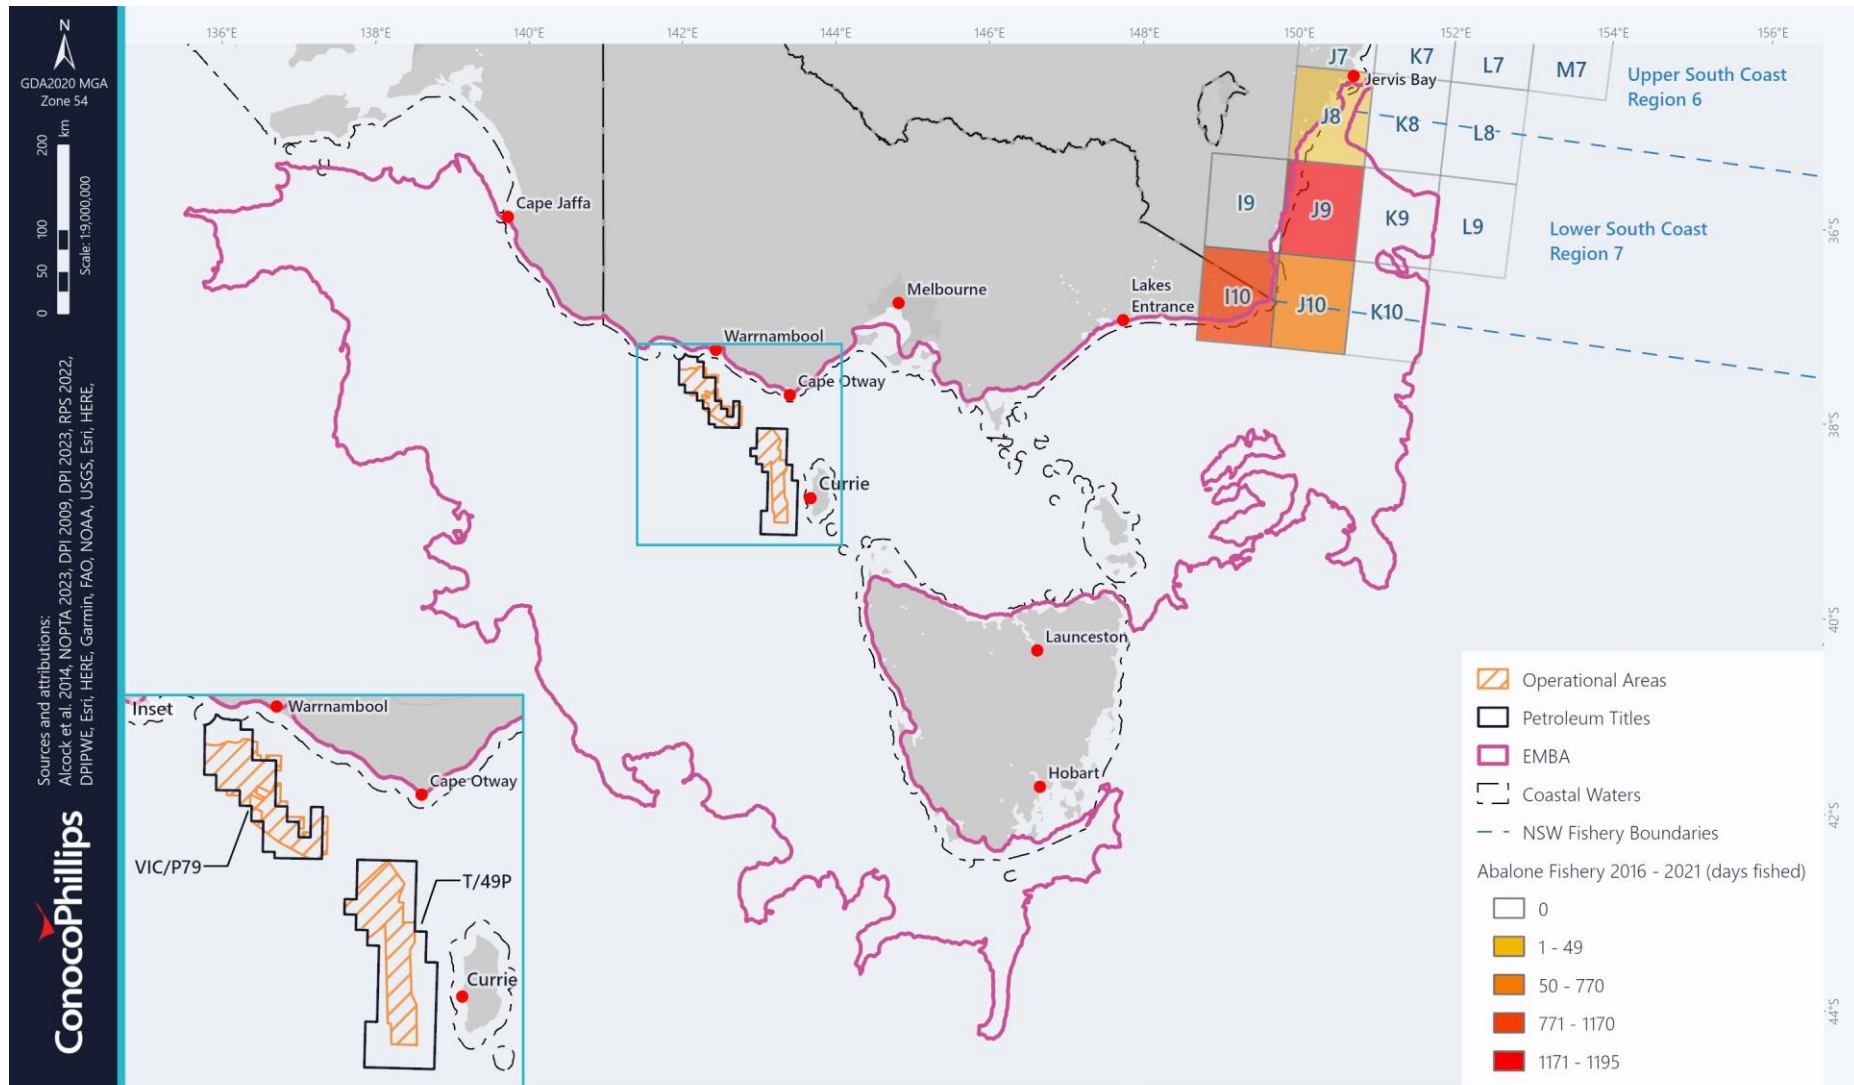 N
GDA2020 MGA
Zone 54
200
km
100
50
0
Scale: 1:9,000,000
Sources and attributions:
Alcock et al. 2014, NOPTA 2023, DPI 2009, DPI 2023, RPS 2022,
DPIPWE, Esri, HERE, Garmin, FAO, NOAA, USGS, Esri, HERE,
ConocoPhillips
136°E
138°E
140°E
142°E
144°E
146°E
148°E
150°E
152°E
154°E
156°E
36°S
38°S
40°S
42°S
44°S
J7
K7
L7
M7
Jervis Bay
Upper South Coast
Region 6
J8
K8
L8
I9
J9
K9
L9
Lower South Coast
Region 7
I10
J10
K10
Cape Jaffa
Melbourne
Lakes
Entrance
Warrnambool
Cape Otway
Currie
Launceston
Hobart
Inset
Warrnambool
Cape Otway
VIC/P79
T/49P
Currie
Operational Areas
Petroleum Titles
EMBA
Coastal Waters
NSW Fishery Boundaries
Abalone Fishery 2016 - 2021 (days fished)
0
1 - 49
50 - 770
771 - 1170
1171 - 1195